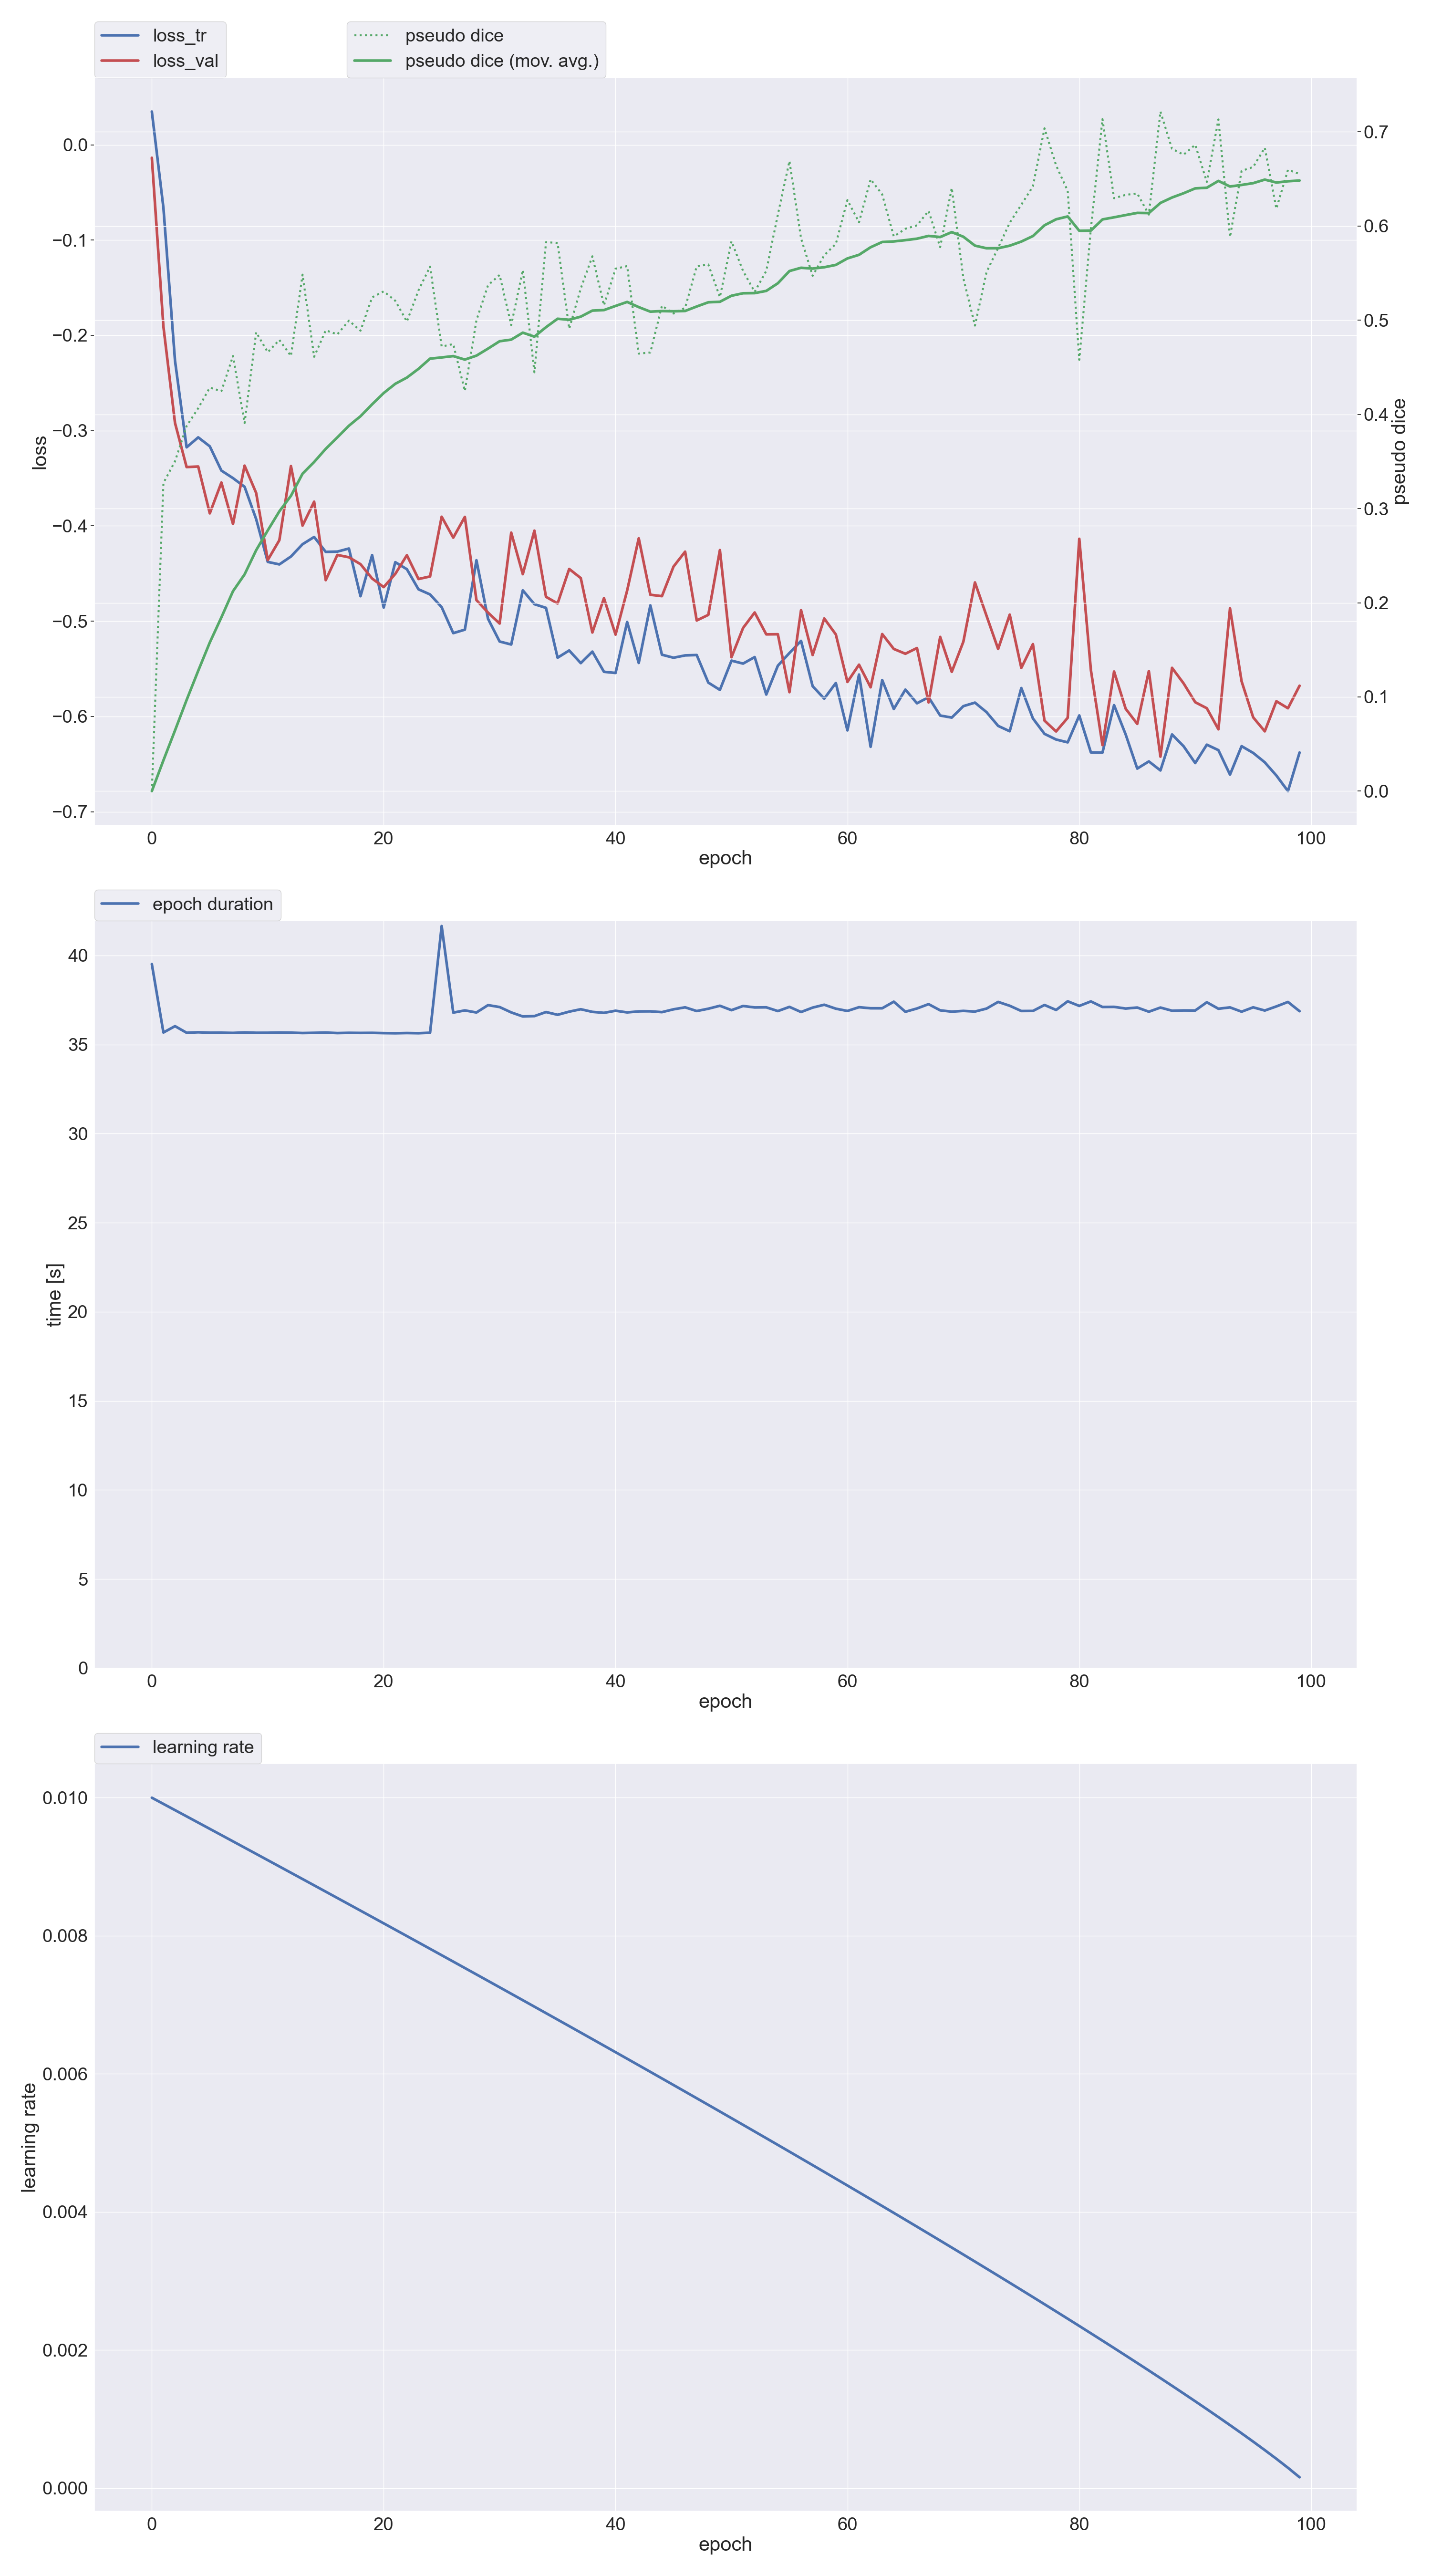 loss_tr
loss_val
pseudo dice
pseudo dice (mov. avg.)
0.0
−0.1
−0.2
−0.3
−0.4
−0.5
−0.6
−0.7
loss
0.7
0.6
0.5
0.4
0.3
0.2
0.1
0.0
pseudo dice
0 20 40 60 80 100
epoch
epoch duration
40
35
30
25
20
15
10
5
0
time [s]
0 20 40 60 80 100
epoch
learning rate
0.010
0.008
0.006
0.004
0.002
0.000
learning rate
0 20 40 60 80 100
epoch